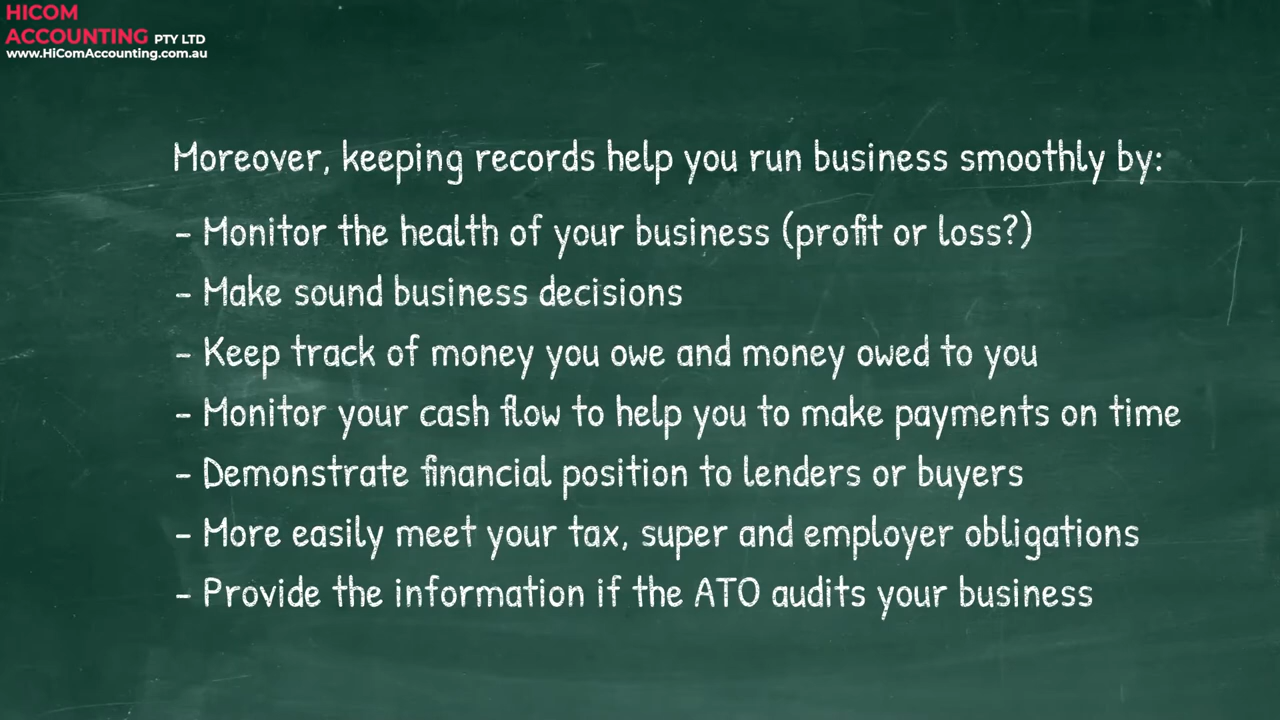 HICOM
ACCOUNTING PTY LTD
www.HiComAccounting.com.au
Moreover, keeping records help you run business smoothly by:
- Monitor the health of your business (profit or loss?)
- Make sound business decisions
- Keep track of money you owe and money owed to you
- Monitor your cash flow to help you to make payments on time
- Demonstrate financial position to lenders or buyers
- More easily meet your tax, super and employer obligations
- Provide the information if the ATO audits your business